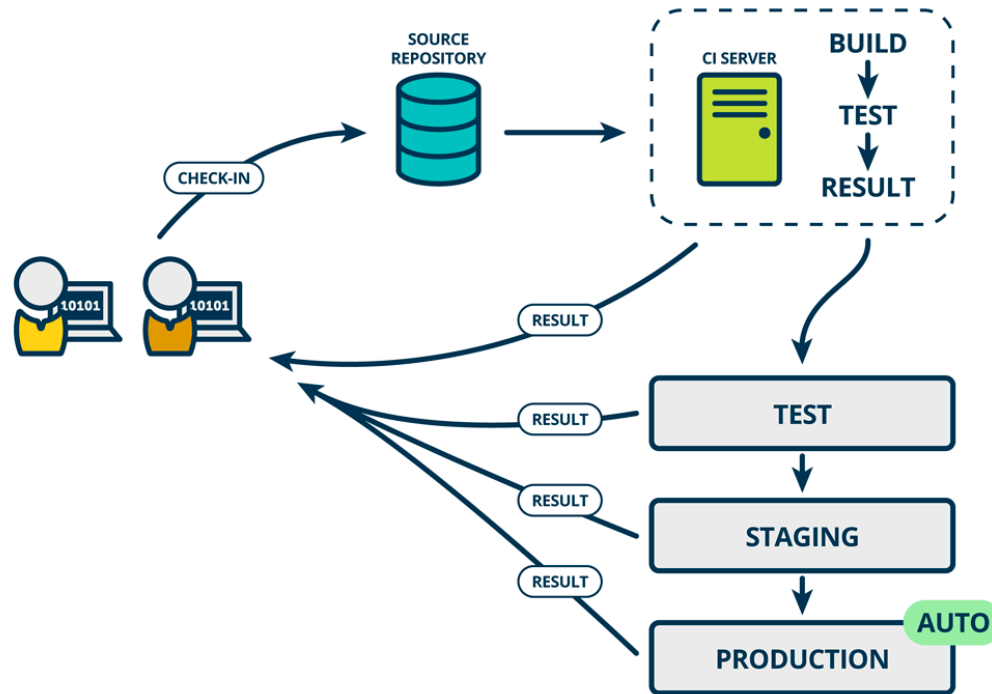 SOURCE
REPOSITORY
CI SERVER
BUILD
TEST
RESULT
CHECK-IN
10101
10101
RESULT
RESULT
RESULT
RESULT
TEST
STAGING
AUTO
PRODUCTION